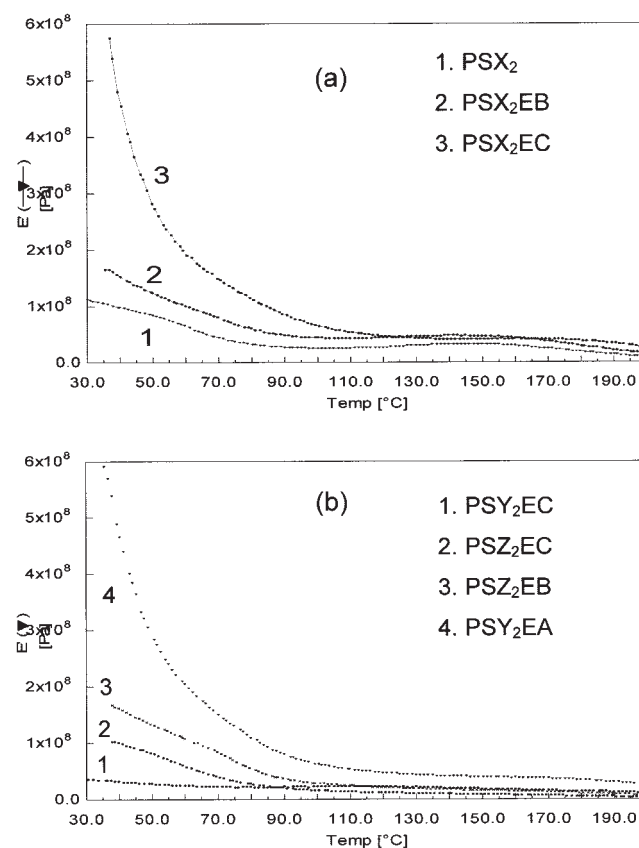 6x10⁸
(a)
1. PSX₂
5x10⁸
2. PSX₂EB
4x10⁸
3. PSX₂EC
E (▼)
[Pa]
3x10⁸
3
2x10⁸
2
1x10⁸
1
0.0
30.0 50.0 70.0 90.0 110.0 130.0 150.0 170.0 190.0
Temp [°C]
6x10⁸
(b)
1. PSY₂EC
5x10⁸
2. PSZ₂EC
4x10⁸
3. PSZ₂EB
4
4. PSY₂EA
E' (▼)
[Pa]
3x10⁸
2x10⁸
3
2
1x10⁸
1
0.0
30.0 50.0 70.0 90.0 110.0 130.0 150.0 170.0 190.0
Temp [°C]